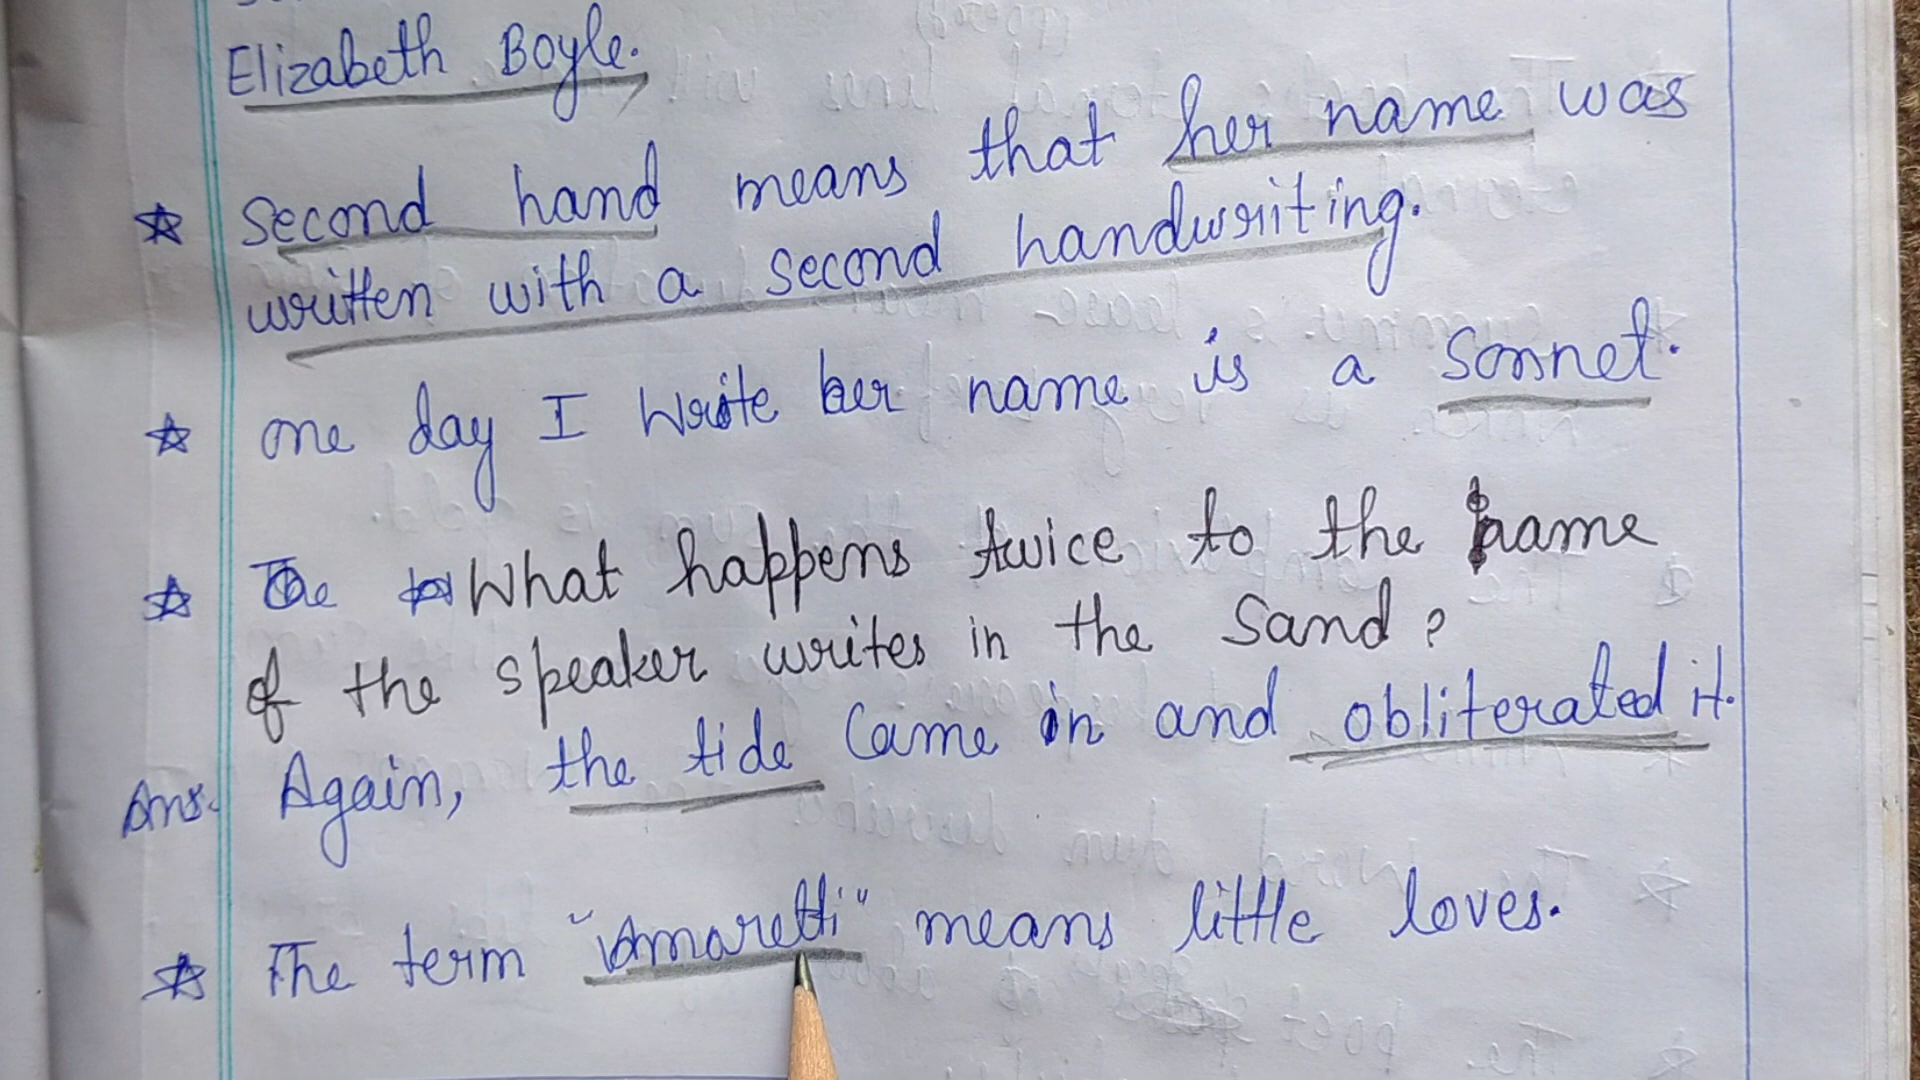 Elizabeth Boyle.
☆ Second hand means that her name was
written with a second handwriting.
☆ one day I Wrote her name is a sonnet.
☆ The What happens twice to the name
of the speaker writes in the Sand?
Ans. Again, the tide Came in and obliterated it.
☆ The term "Amoretti" means little loves.